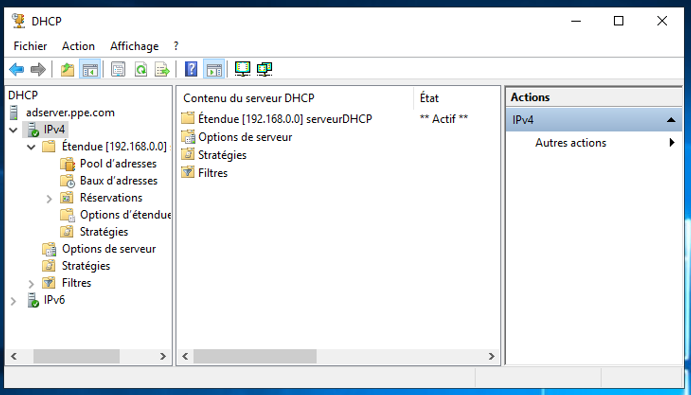 DHCP
Fichier Action Affichage ?
DHCP
adserver.ppe.com
IPv4
Étendue [192.168.0.0] s
Pool d'adresses
Baux d'adresses
Réservations
Options d'étendue
Stratégies
Options de serveur
Stratégies
Filtres
IPv6
Contenu du serveur DHCP État
Étendue [192.168.0.0] serveurDHCP ** Actif **
Options de serveur
Stratégies
Filtres
Actions
IPv4
Autres actions